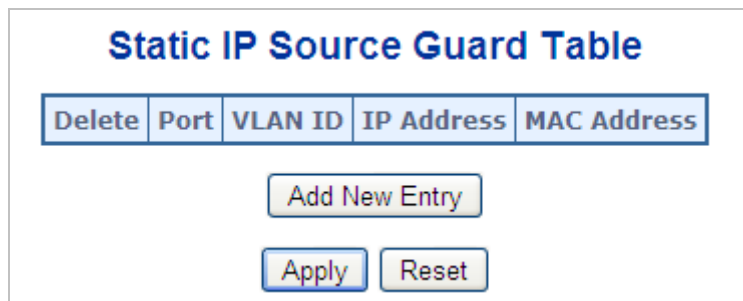 Static IP Source Guard Table
Delete Port VLAN ID IP Address MAC Address
Add New Entry
Apply Reset